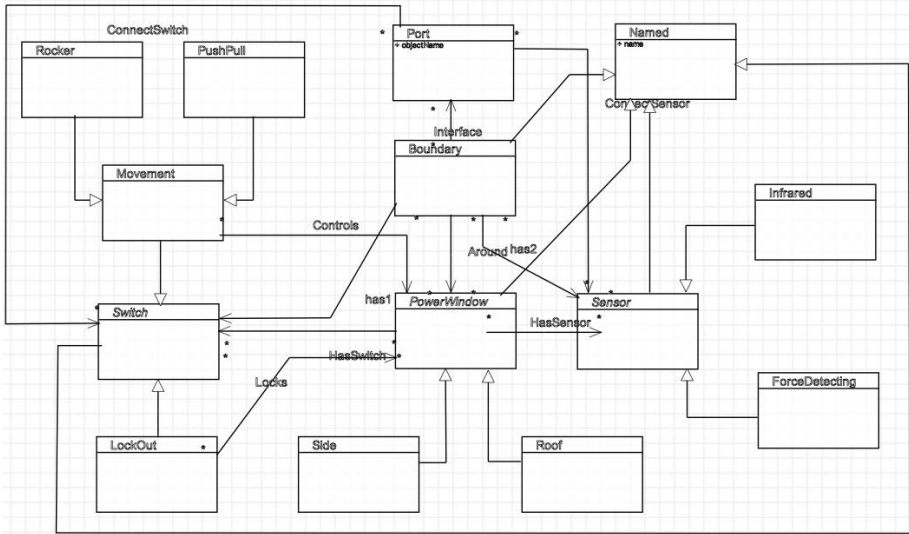 ConnectSwitch
Rocker
PushPull
* Port *
+ objectName
Named
+ name
ConnectSensor
*
Interface
*
Boundary
Movement
*
Controls
* * *
Around has2
Infrared
Switch
*
has1
* *
PowerWindow
*
* *
Sensor
*
HasSensor
*
*
*
HasSwitch
*
Locks
ForceDetecting
LockOut
*
Side
Roof